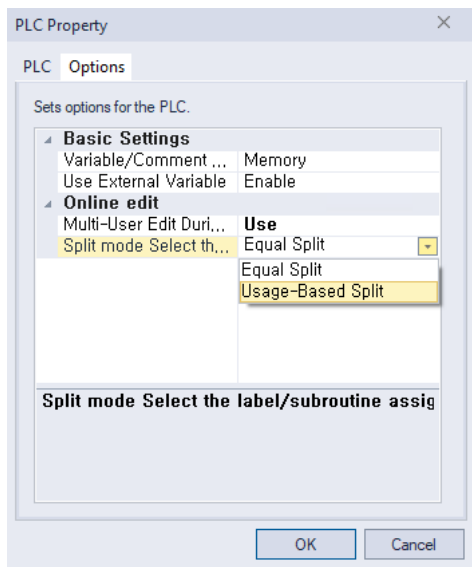 PLC Property
PLC Options
Sets options for the PLC.
Basic Settings
Variable/Comment ... Memory
Use External Variable Enable
Online edit
Multi-User Edit Duri... Use
Split mode Select th... Equal Split
Equal Split
Usage-Based Split
Split mode Select the label/subroutine assig
OK Cancel